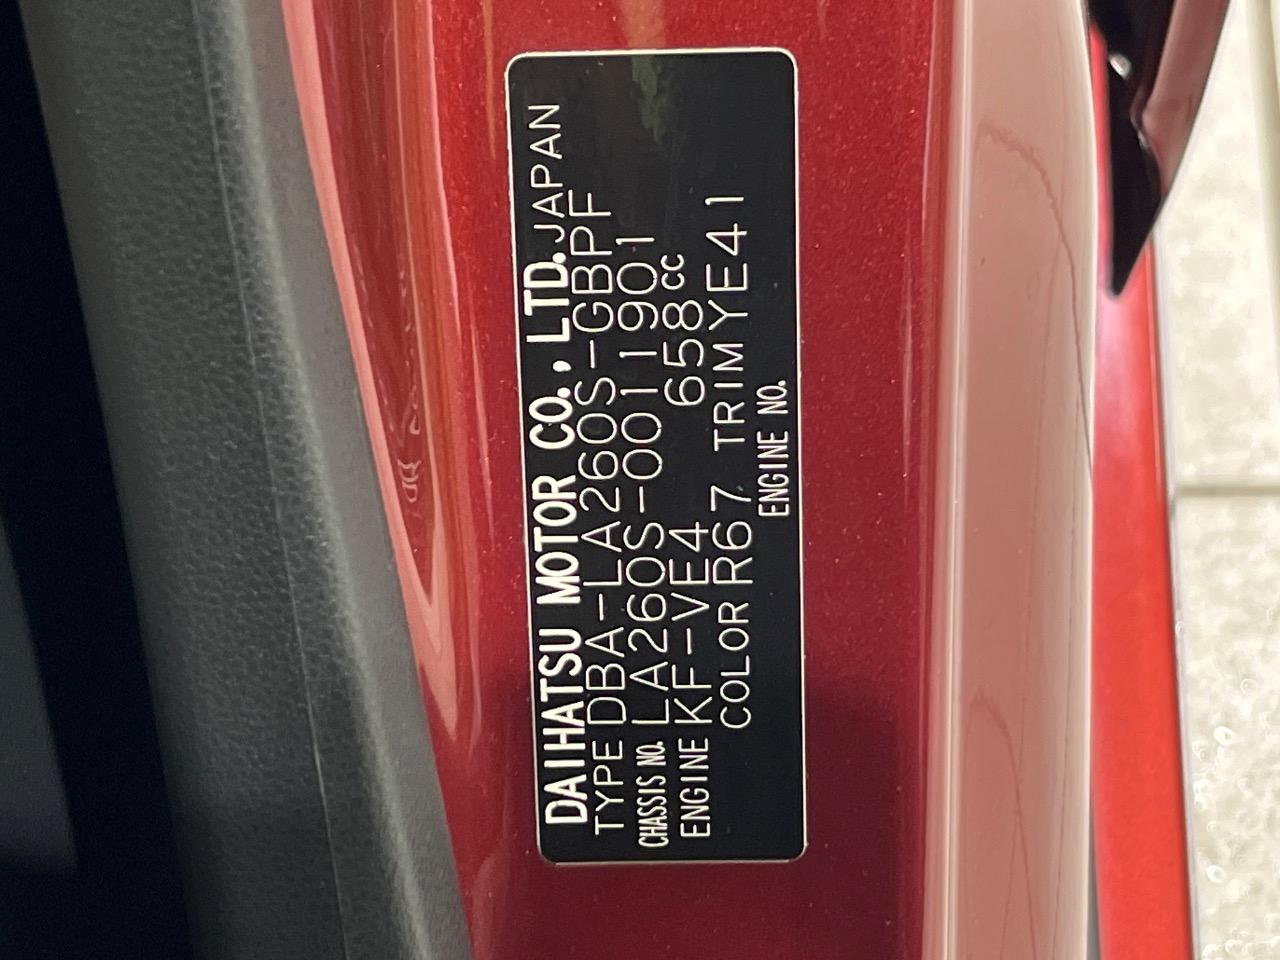 DAIHATSU MOTOR CO., LTD. JAPAN
TYPE DBA-LA260S-GBPF
CHASSIS NO. LA260S-0011901
ENGINE KF-VE4 658cc
COLOR R67 TRIM YE41
ENGINE NO.